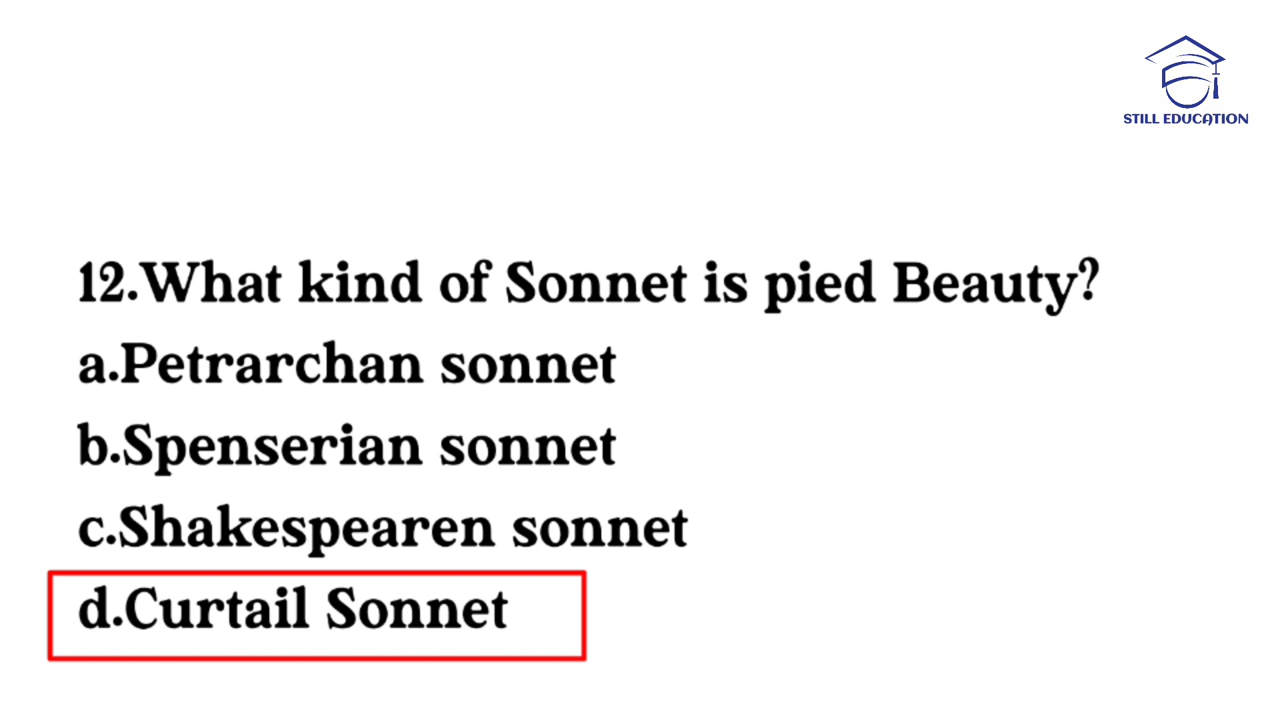 STILL EDUCATION
12.What kind of Sonnet is pied Beauty?
a.Petrarchan sonnet
b.Spenserian sonnet
c.Shakespearen sonnet
d.Curtail Sonnet